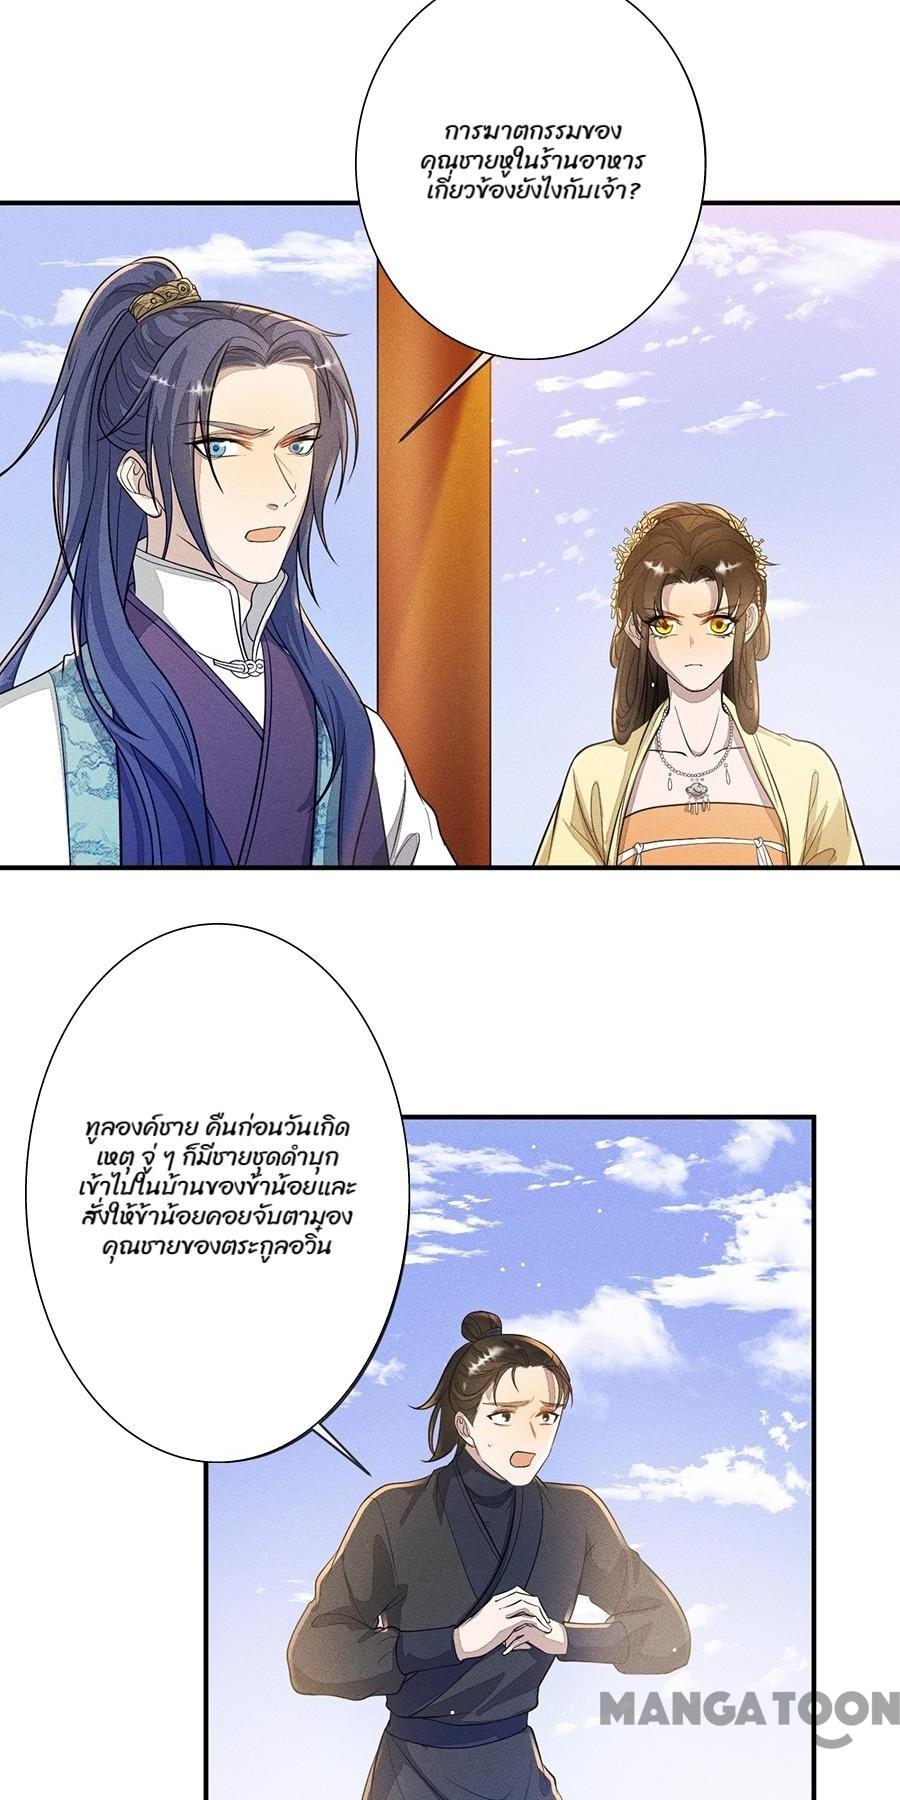 การฆาตกรรมของ
คุณชายหูในร้านอาหาร
เกี่ยวข้องยังไงกับเจ้า?
ทูลองค์ชาย คืนก่อนวันเกิด
เหตุ จู่ ๆ ก็มีชายชุดดำบุก
เข้าไปในบ้านของข้าน้อยและ
สั่งให้ข้าน้อยคอยจับตามอง
คุณชายของตระกูลอวิ๋น
MANGATOON